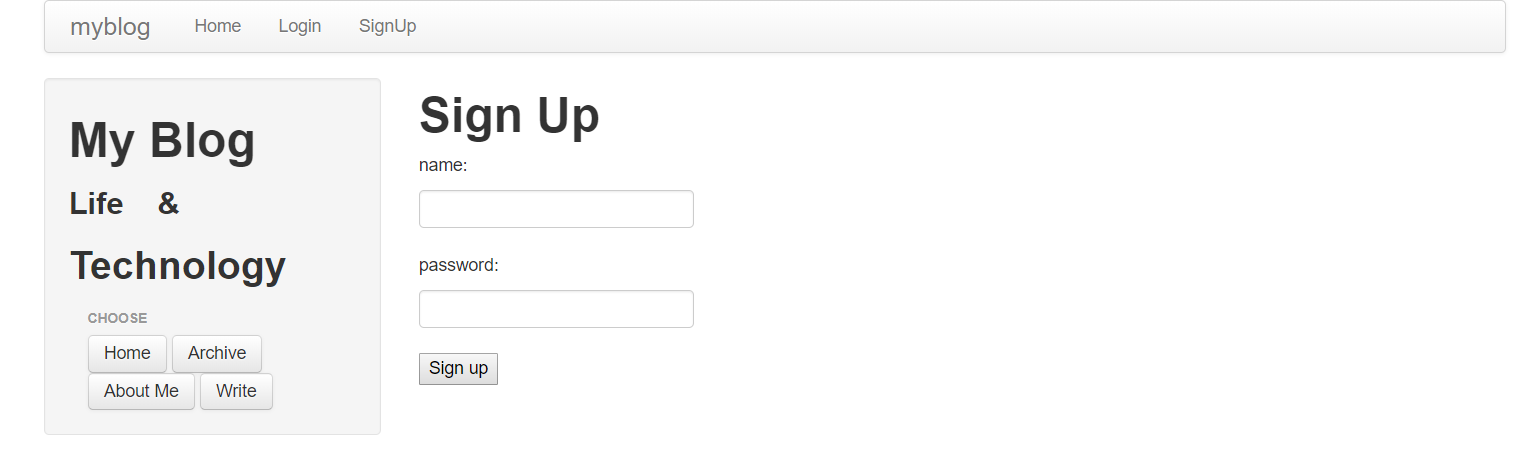 myblog Home Login SignUp
My Blog
Life &
Technology
CHOOSE
Home Archive
About Me Write
Sign Up
name:
password:
Sign up